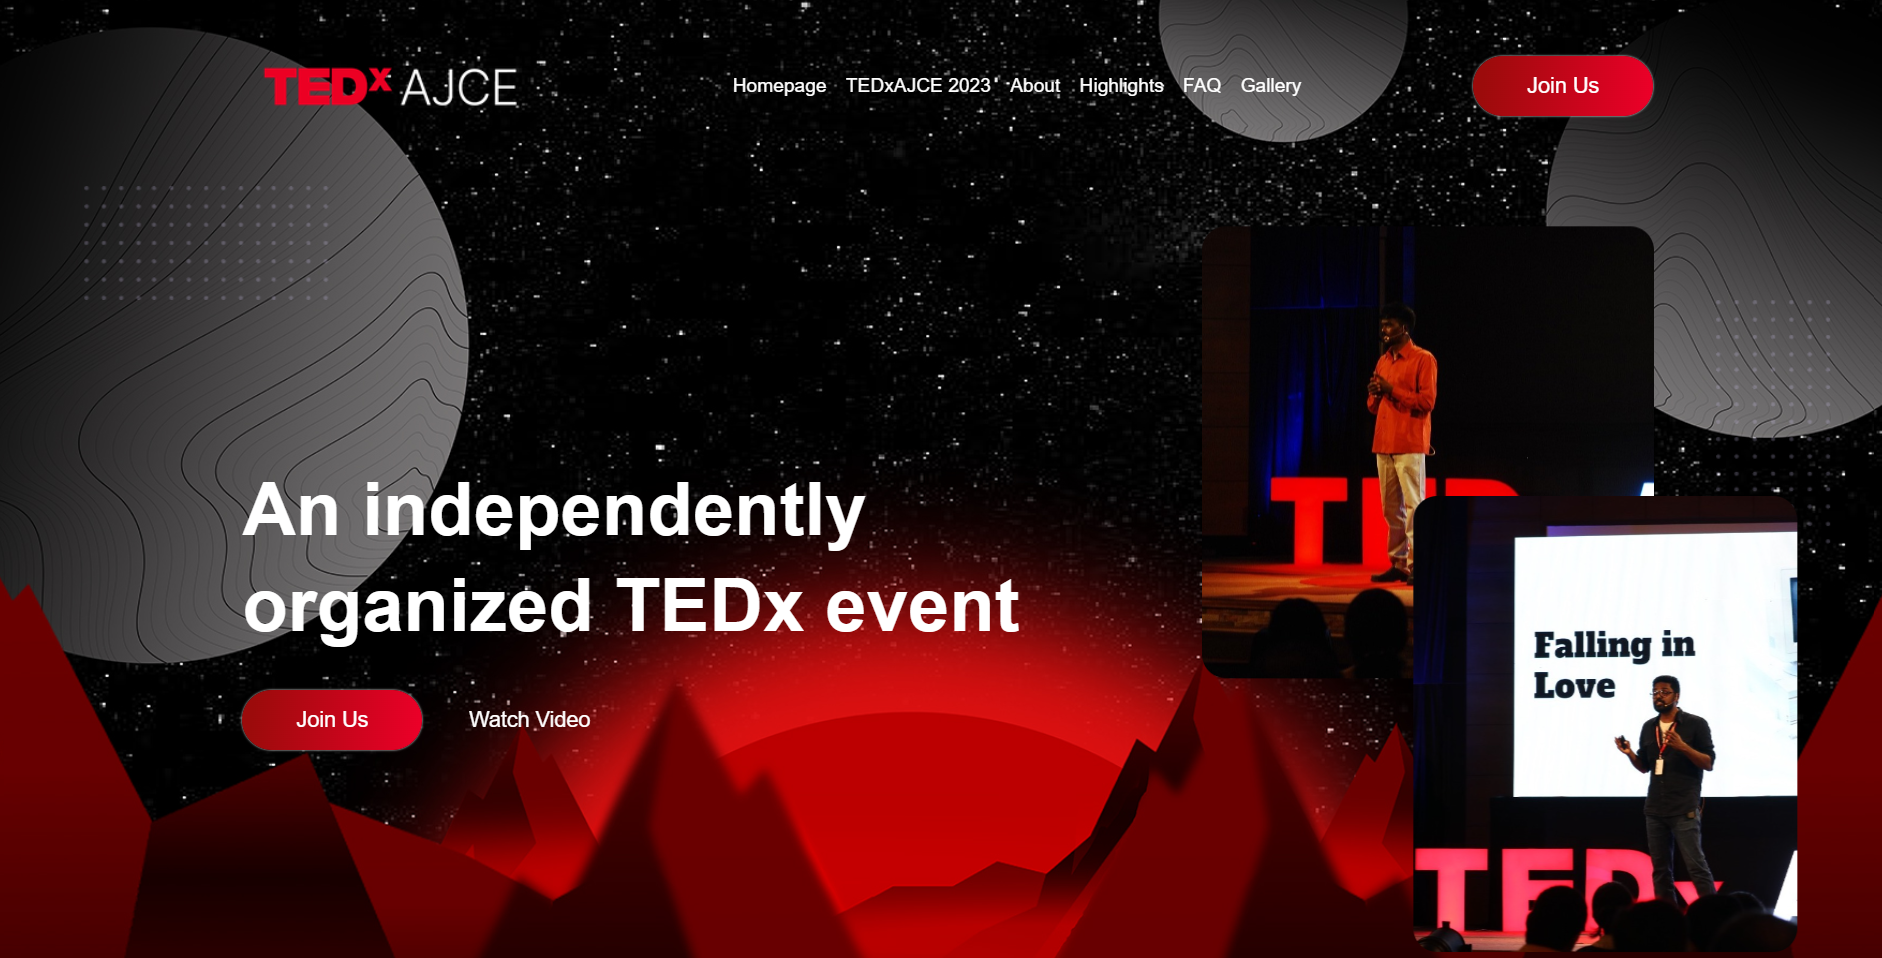 TEDx AJCE
Homepage TEDxAJCE 2023 About Highlights FAQ Gallery
Join Us
An independently
organized TEDx event
Join Us
Watch Video
TED
Falling in
Love
TEDx